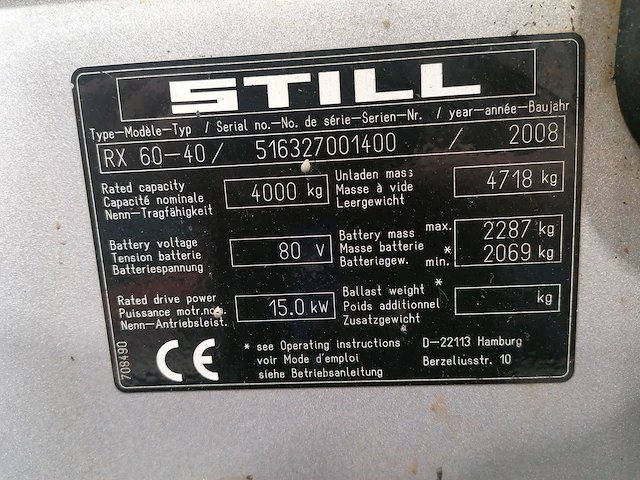 STILL
Type-Modèle-Typ / Serial no.-No. de série-Serien-Nr. / year-année-Baujahr
RX 60-40 / 516327001400 / 2008
Rated capacity
Capacité nominale
Nenn-Tragfähigkeit
4000 kg
Unladen mass
Masse à vide
Leergewicht
4718 kg
Battery voltage
Tension batterie
Batteriespannung
80 V
Battery mass max. 2287 kg
Masse batterie *
Batteriegew. min. 2069 kg
Rated drive power
Puissance motr.nom.
Nenn-Antriebsleist.
15.0 kW
Ballast weight *
Poids additionnel
Zusatzgewicht
kg
708490
CE
* see Operating instructions
voir Mode d'emploi
siehe Betriebsanleitung
D-22113 Hamburg
Berzeliusstr. 10